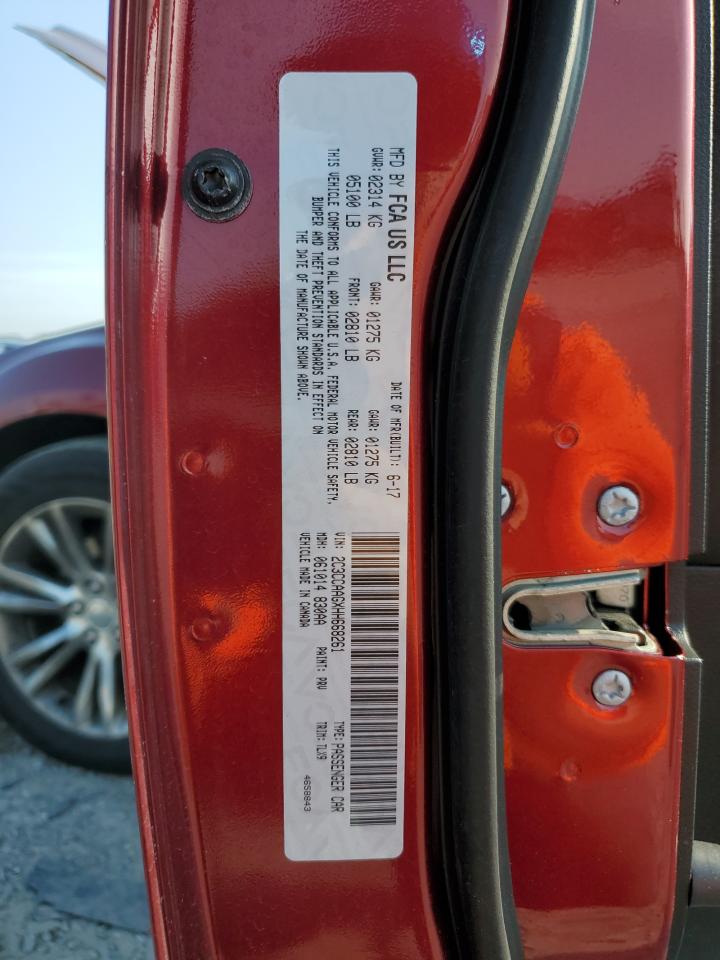 MFD BY FCA US LLC
DATE OF MFR(BUILT): 6-17
GVWR: 02314 KG GAWR: 01275 KG GAWR: 01275 KG
05100 LB FRONT: 02810 LB REAR: 02810 LB
THIS VEHICLE CONFORMS TO ALL APPLICABLE U.S.A. FEDERAL MOTOR VEHICLE SAFETY,
BUMPER AND THEFT PREVENTION STANDARDS IN EFFECT ON
THE DATE OF MANUFACTURE SHOWN ABOVE.
VIN: 2C3CCAAGXHH668261 TYPE: PASSENGER CAR
MDH: 061014 830AA PAINT: PRV TRIM: TLX9
VEHICLE MADE IN CANADA
4658843